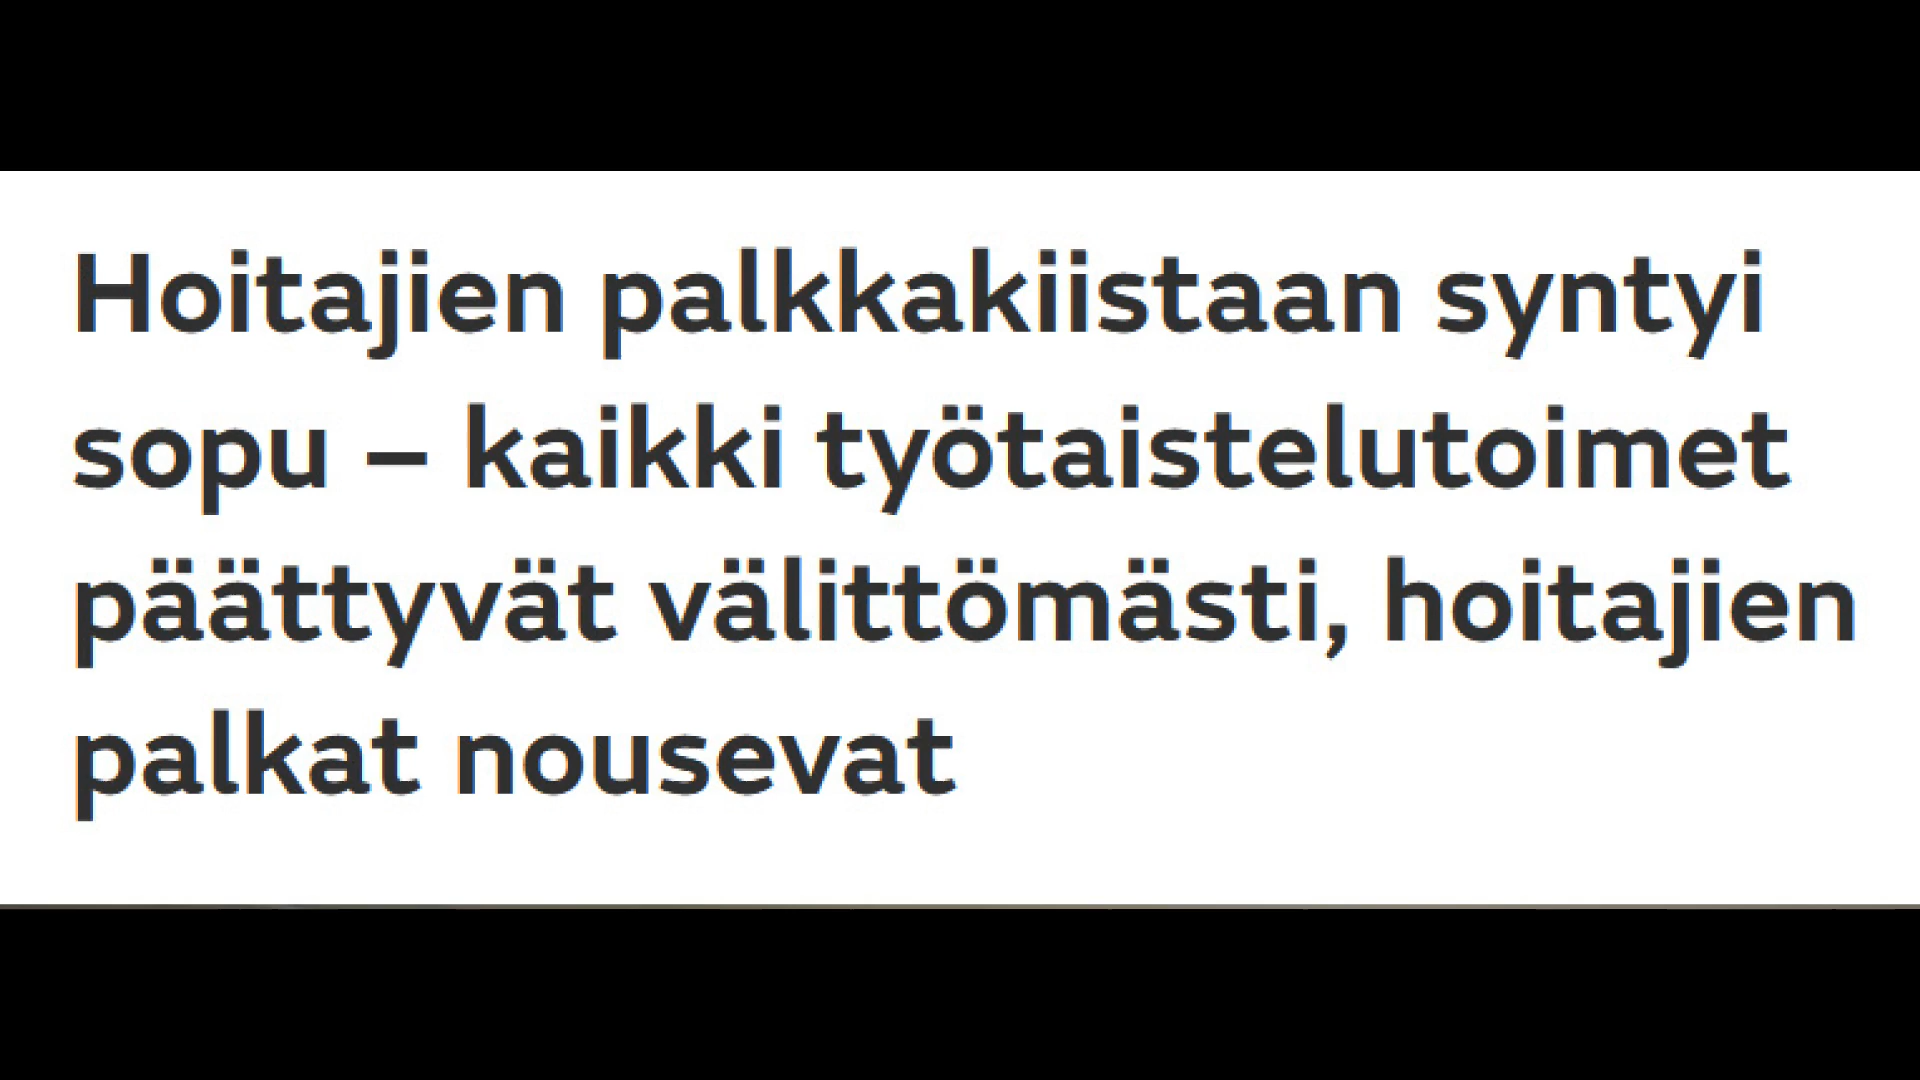 Hoitajien palkkakiistaan syntyi
sopu – kaikki työtaistelutoimet
päättyvät välittömästi, hoitajien
palkat nousevat